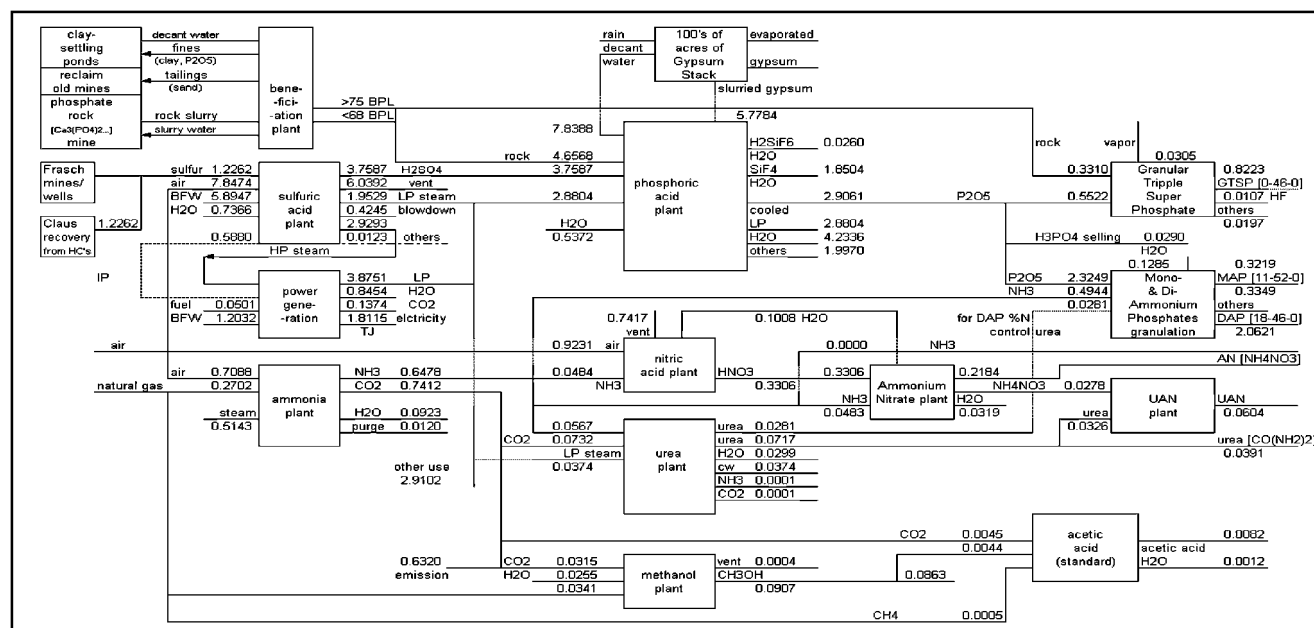 clay-
settling
ponds
reclaim
old mines
phosphate
rock
[Ca3(PO4)2...]
mine
decant water
fines
(clay, P2O5)
tailings
(sand)
rock slurry
slurry water
bene-
-fici-
-ation
plant
>75 BPL
<68 BPL
rain
decant
water
100's of
acres of
Gypsum
Stack
evaporated
gypsum
slurried gypsum
5.7784
7.8388
rock 4.6568
3.7587
2.8804
H2O
0.5372
phosphoric
acid
plant
H2SiF6 0.0260
H2O
SiF4 1.8504
H2O
2.9061
cooled
LP 2.8804
H2O 4.2336
others 1.9970
rock
vapor
0.0305
0.3310
P2O5 0.5522
Granular
Tripple
Super
Phosphate
0.8223
GTSP [0-46-0]
0.0107 HF
others
0.0197
H3PO4 selling 0.0290
Frasch
mines/
wells
Claus
recovery
from HC's
1.2262
sulfur 1.2262
air 7.8474
BFW 5.8947
H2O 0.7366
0.5880
sulfuric
acid
plant
3.7587 H2SO4
6.0392 vent
1.9529 LP steam
0.4245 blowdown
2.9293
0.0123 others
HP steam
IP
fuel 0.0501
BFW 1.2032
power
gene-
-ration
3.8751 LP
0.8454 H2O
0.1374 CO2
1.8115 elctricity
TJ
H2O
0.1285
P2O5 2.3249
NH3 0.4944
0.0281
for DAP %N
control urea
Mono-
& Di-
Ammonium
Phosphates
granulation
0.3219
MAP [11-52-0]
0.3349
others
DAP [18-46-0]
2.0621
air
0.9231 air
0.7417
vent
0.1008 H2O
0.0484
NH3
nitric
acid plant
HNO3
0.3306
0.3306
0.0000 NH3
AN [NH4NO3]
NH3
0.0483
Ammonium
Nitrate plant
0.2184
NH4NO3 0.0278
H2O
0.0319
natural gas
air 0.7088
0.2702
steam
0.5143
ammonia
plant
NH3 0.6478
CO2 0.7412
H2O 0.0923
purge 0.0120
UAN
plant
urea
0.0326
UAN
0.0604
urea [CO(NH2)2]
0.0391
0.0567
CO2 0.0732
LP steam
0.0374
urea
plant
urea 0.0281
urea 0.0717
H2O 0.0299
cw 0.0374
NH3 0.0001
CO2 0.0001
other use
2.9102
0.6320
emission
CO2 0.0315
H2O 0.0255
0.0341
methanol
plant
vent 0.0004
CH3OH
0.0907
0.0863
CO2 0.0045
0.0044
acetic
acid
(standard)
0.0082
acetic acid
H2O 0.0012
CH4 0.0005